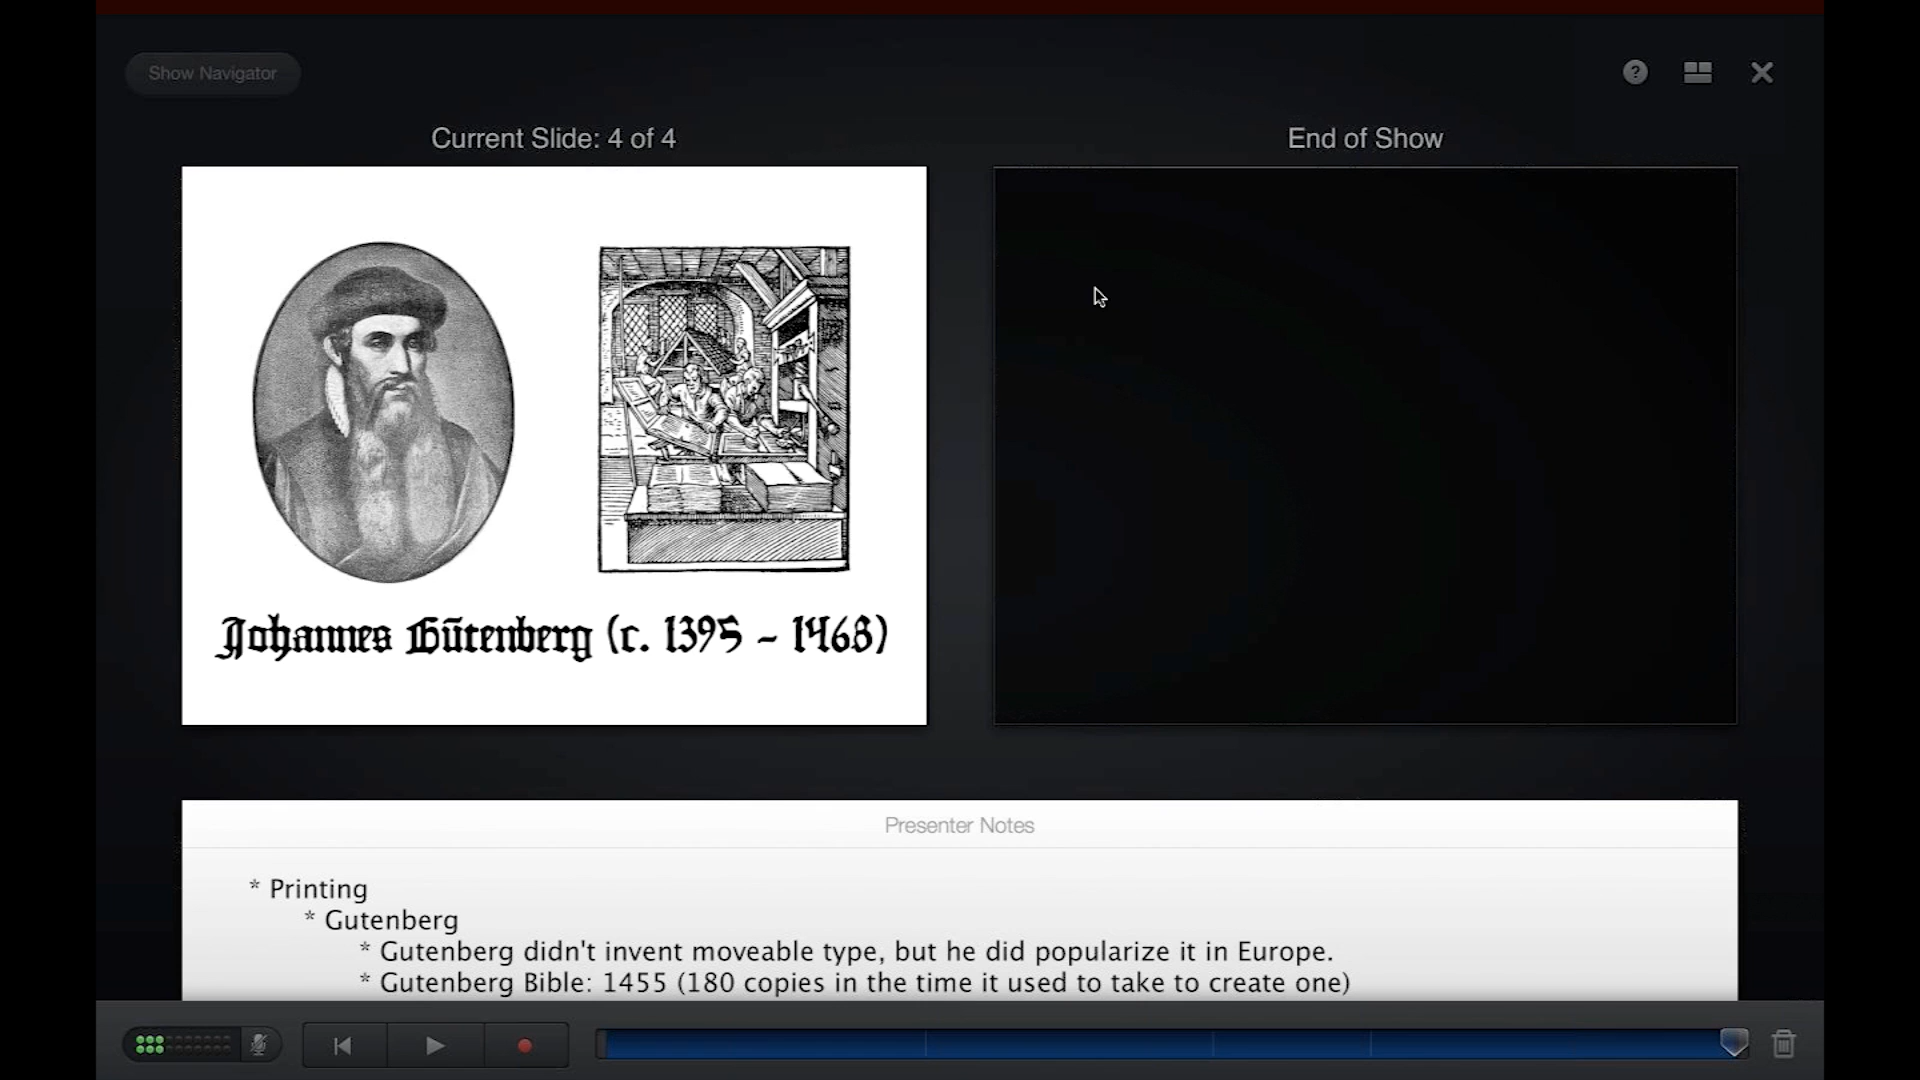 Show Navigator
?
Current Slide: 4 of 4
End of Show
Johannes Gūtenberg (c. 1395 – 1468)
Presenter Notes
* Printing
* Gutenberg
* Gutenberg didn't invent moveable type, but he did popularize it in Europe.
* Gutenberg Bible: 1455 (180 copies in the time it used to take to create one)